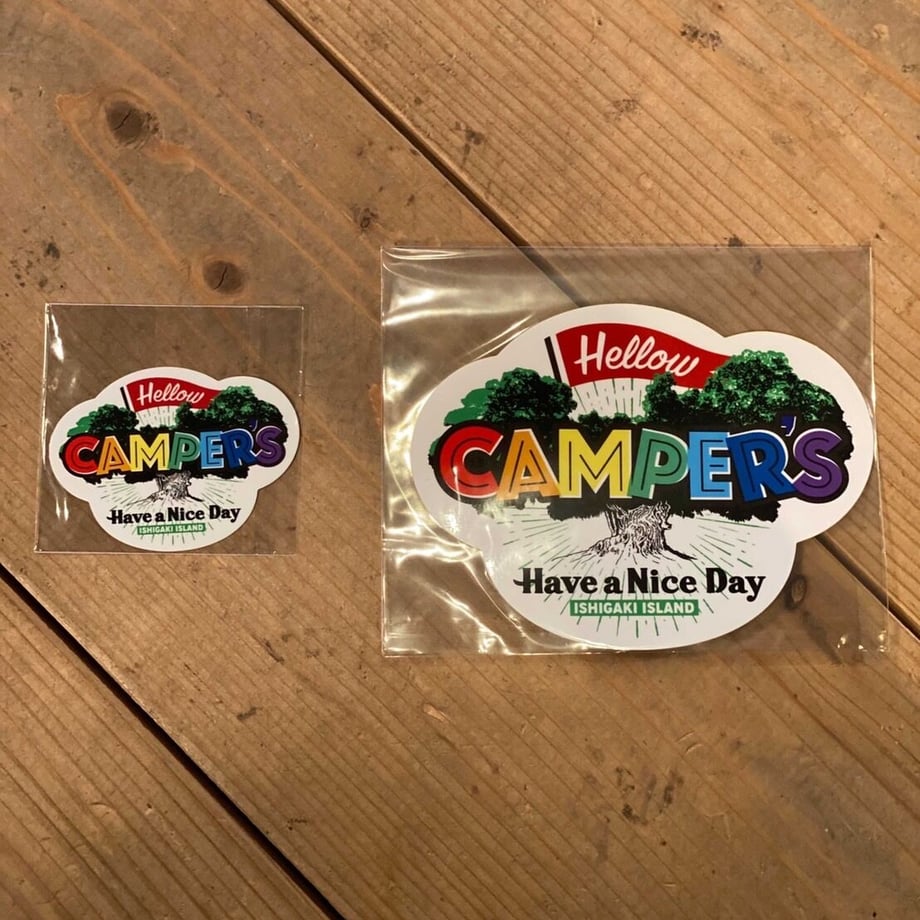 Hellow
CAMPER'S
Have a Nice Day
ISHIGAKI ISLAND
Hellow
CAMPER'S
Have a Nice Day
ISHIGAKI ISLAND